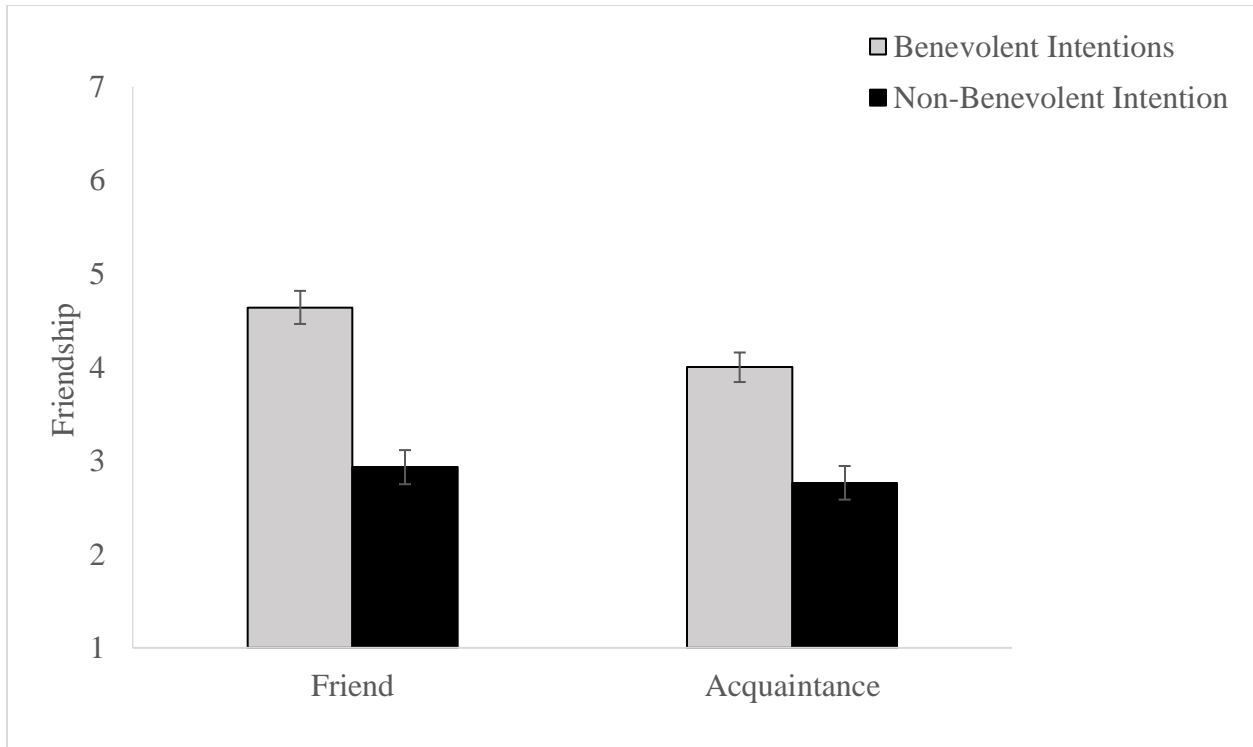 Benevolent Intentions
Non-Benevolent Intention
7
6
5
4
3
2
1
Friendship
Friend
Acquaintance